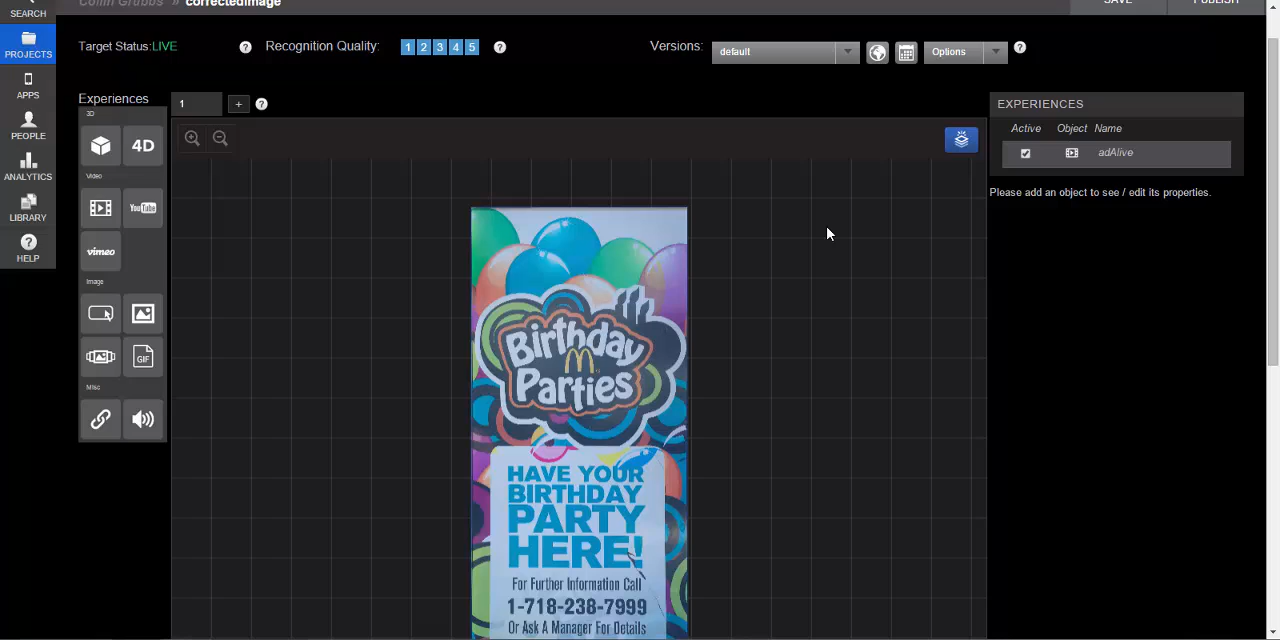 Collin Grubbs » correctedimage
SAVE
PUBLISH
SEARCH
PROJECTS
APPS
PEOPLE
ANALYTICS
LIBRARY
? HELP
Target Status:LIVE ?
Recognition Quality: 1 2 3 4 5 ?
Versions: default
Options ?
Experiences
3D
4D
Video
YouTube
vimeo
Image
GIF
Misc
1 + ?
Birthday
Parties
HAVE YOUR
BIRTHDAY
PARTY
HERE!
For Further Information Call
1-718-238-7999
Or Ask A Manager For Details
EXPERIENCES
Active Object Name
adAlive
Please add an object to see / edit its properties.